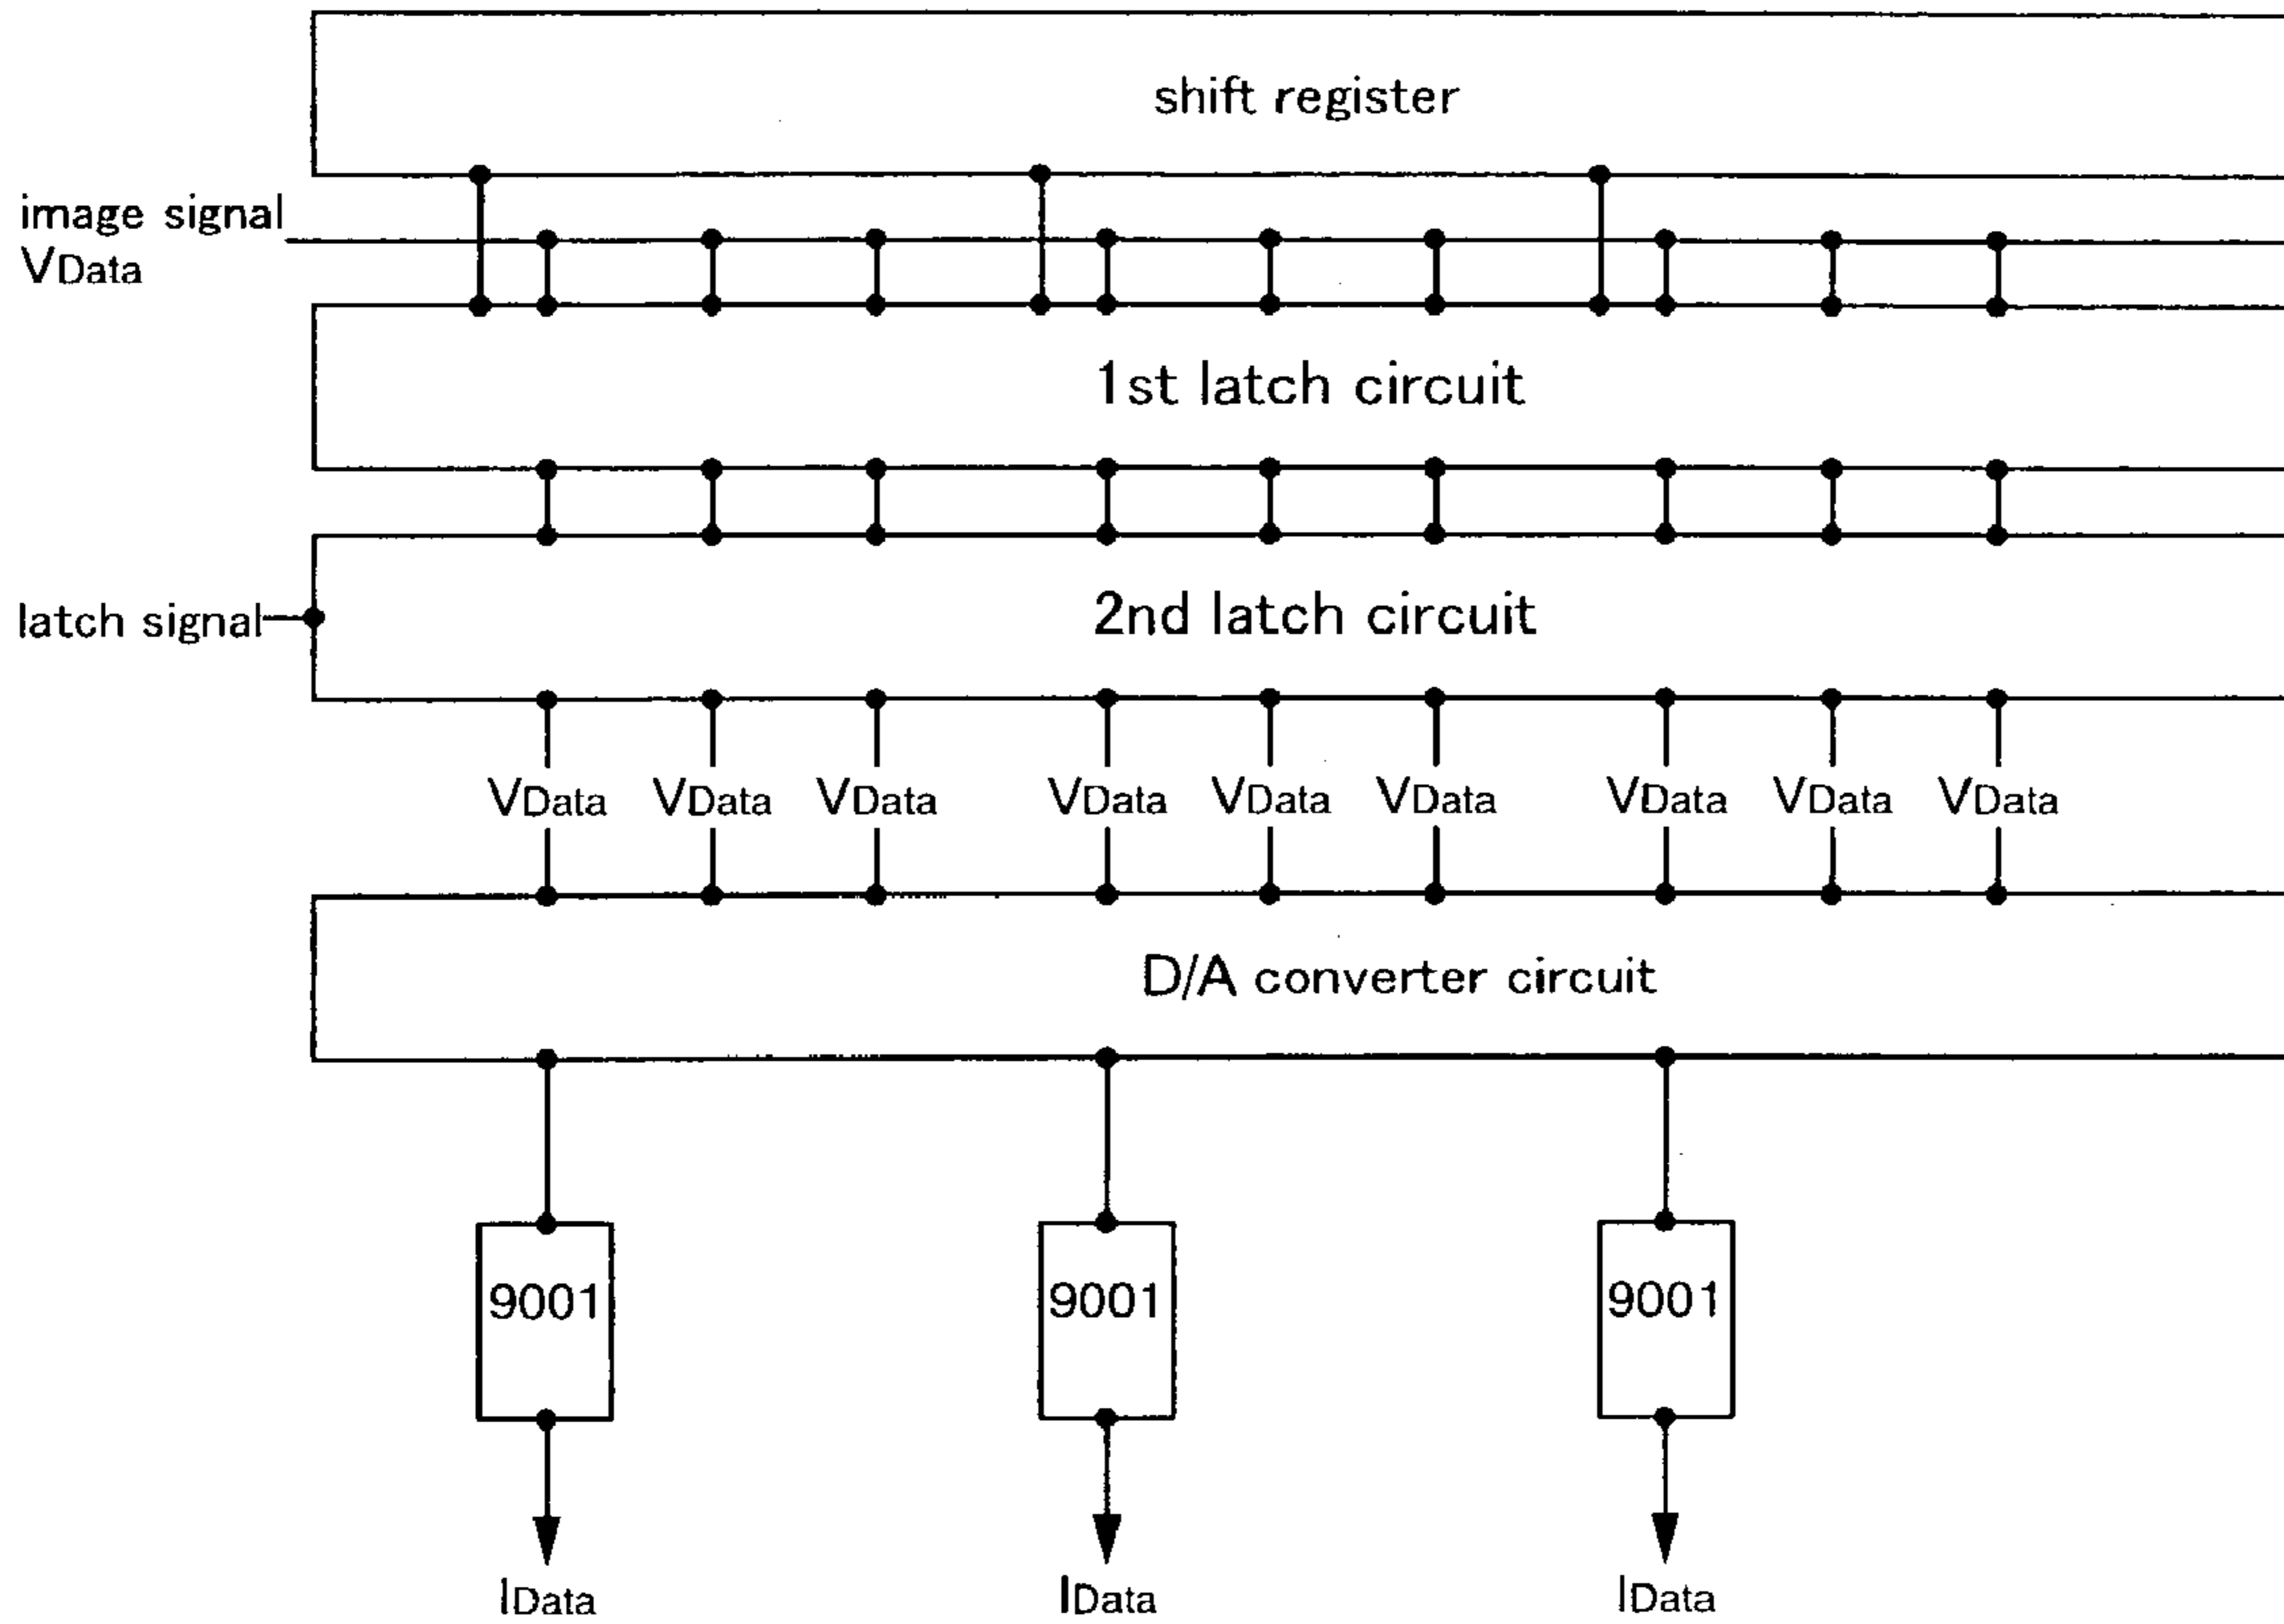 shift register
image signal
VData
1st latch circuit
latch signal
2nd latch circuit
VData VData VData VData VData VData VData VData VData
D/A converter circuit
9001 9001 9001
IData IData IData